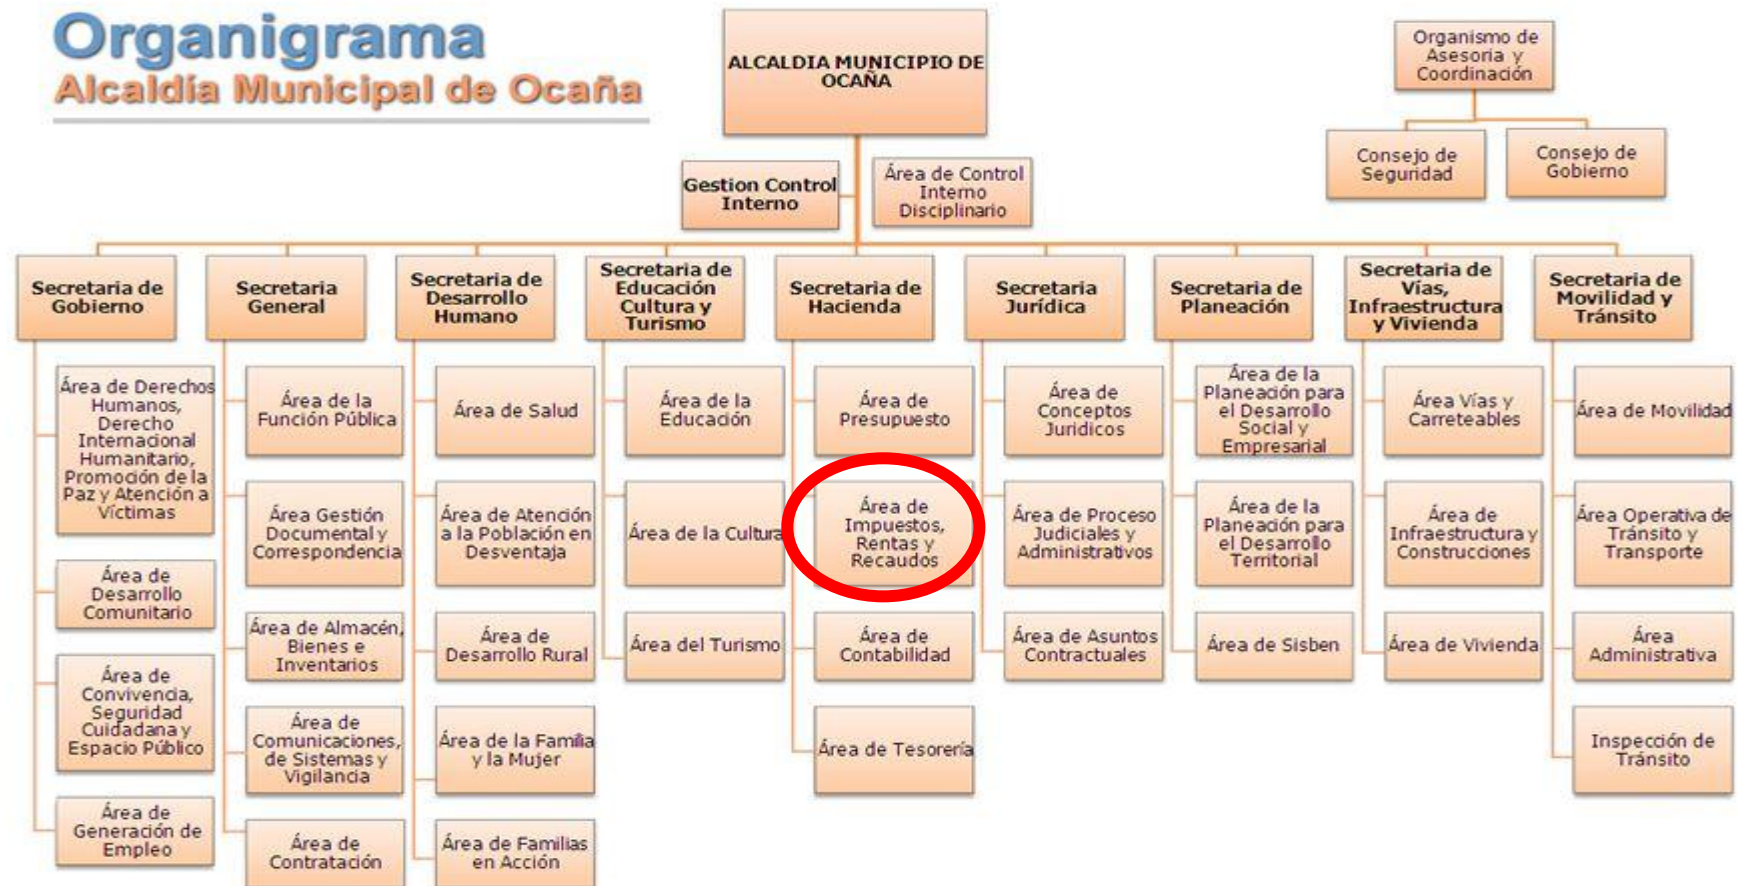 Organigrama
Alcaldía Municipal de Ocaña
ALCALDIA MUNICIPIO DE
OCAÑA
Organismo de
Asesoria y
Coordinación
Consejo de
Seguridad
Consejo de
Gobierno
Gestion Control
Interno
Área de Control
Interno
Disciplinario
Secretaria de
Gobierno
Área de Derechos
Humanos,
Derecho
Internacional
Humanitario,
Promoción de la
Paz y Atención a
Víctimas
Área de
Desarrollo
Comunitario
Área de
Convivencia,
Seguridad
Cuidadana y
Espacio Público
Área de
Generación de
Empleo
Secretaria
General
Área de la
Función Pública
Área Gestión
Documental y
Correspondencia
Área de Almacén,
Bienes e
Inventarios
Área de
Comunicaciones,
de Sistemas y
Vigilancia
Área de
Contratación
Secretaria de
Desarrollo
Humano
Área de Salud
Área de Atención
a la Población en
Desventaja
Área de
Desarrollo Rural
Área de la Familia
y la Mujer
Área de Familias
en Acción
Secretaria de
Educación
Cultura y
Turismo
Área de la
Educación
Área de la Cultura
Área del Turismo
Secretaria de
Hacienda
Área de
Presupuesto
Área de
Impuestos,
Rentas y
Recaudos
Área de
Contabilidad
Área de Tesorería
Secretaria
Jurídica
Área de
Conceptos
Juridicos
Área de Proceso
Judiciales y
Administrativos
Área de Asuntos
Contractuales
Secretaria de
Planeación
Área de la
Planeación para
el Desarrollo
Social y
Empresarial
Área de la
Planeación para
el Desarrollo
Territorial
Área de Sisben
Secretaria de
Vías,
Infraestructura
y Vivienda
Área Vías y
Carreteables
Área de
Infraestructura y
Construcciones
Área de Vivienda
Secretaria de
Movilidad y
Tránsito
Área de Movilidad
Área Operativa de
Tránsito y
Transporte
Área
Administrativa
Inspección de
Tránsito